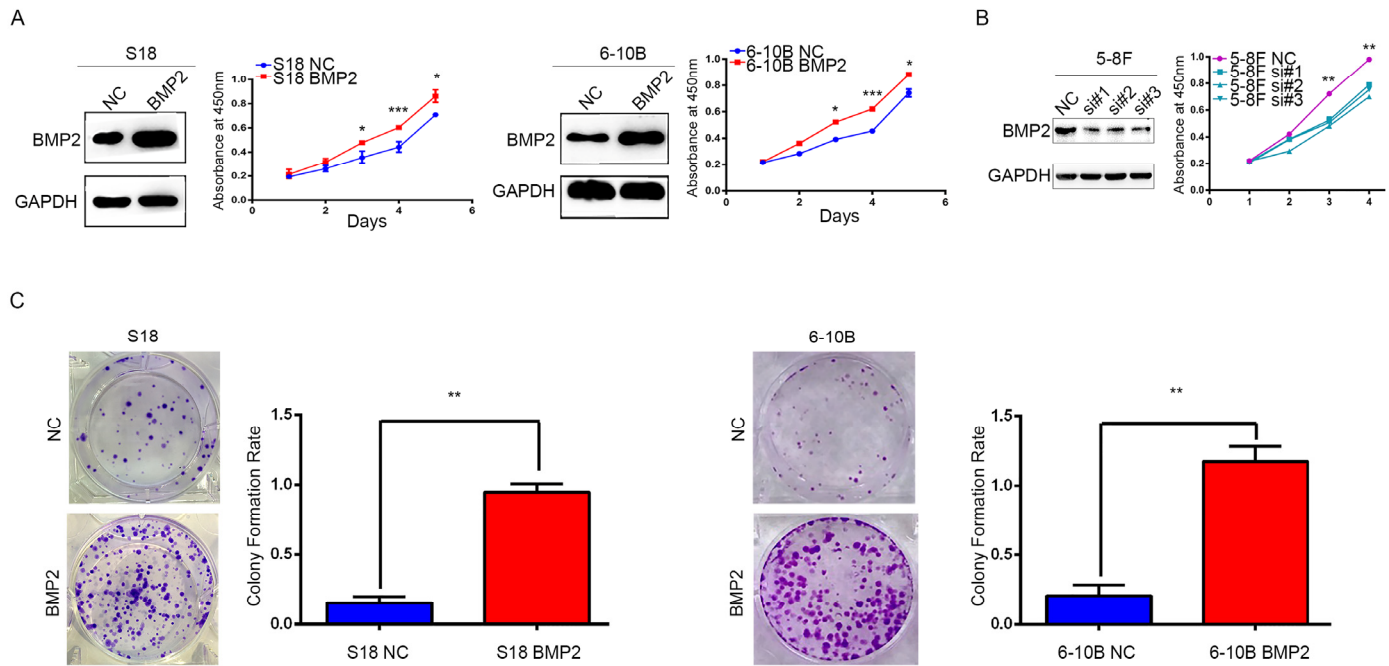 A
B
S18
NC
BMP2
BMP2
GAPDH
S18 NC
S18 BMP2
Absorbance at 450nm
1.0
0.8
0.6
0.4
0.2
0.0
0
2
4
6
Days
*
***
*
6-10B
NC
BMP2
BMP2
GAPDH
6-10B NC
6-10B BMP2
Absorbance at 450nm
1.0
0.8
0.6
0.4
0.2
0.0
0
2
4
6
Days
*
***
*
5-8F
NC
si#1
si#2
si#3
BMP2
GAPDH
5-8F NC
5-8F si#1
5-8F si#2
5-8F si#3
Absorbance at 450nm
1.0
0.8
0.6
0.4
0.2
0.0
0
1
2
3
4
**
**
C
S18
NC
BMP2
Colony Formation Rate
1.5
1.0
0.5
0.0
**
S18 NC
S18 BMP2
6-10B
NC
BMP2
Colony Formation Rate
1.5
1.0
0.5
0.0
**
6-10B NC
6-10B BMP2